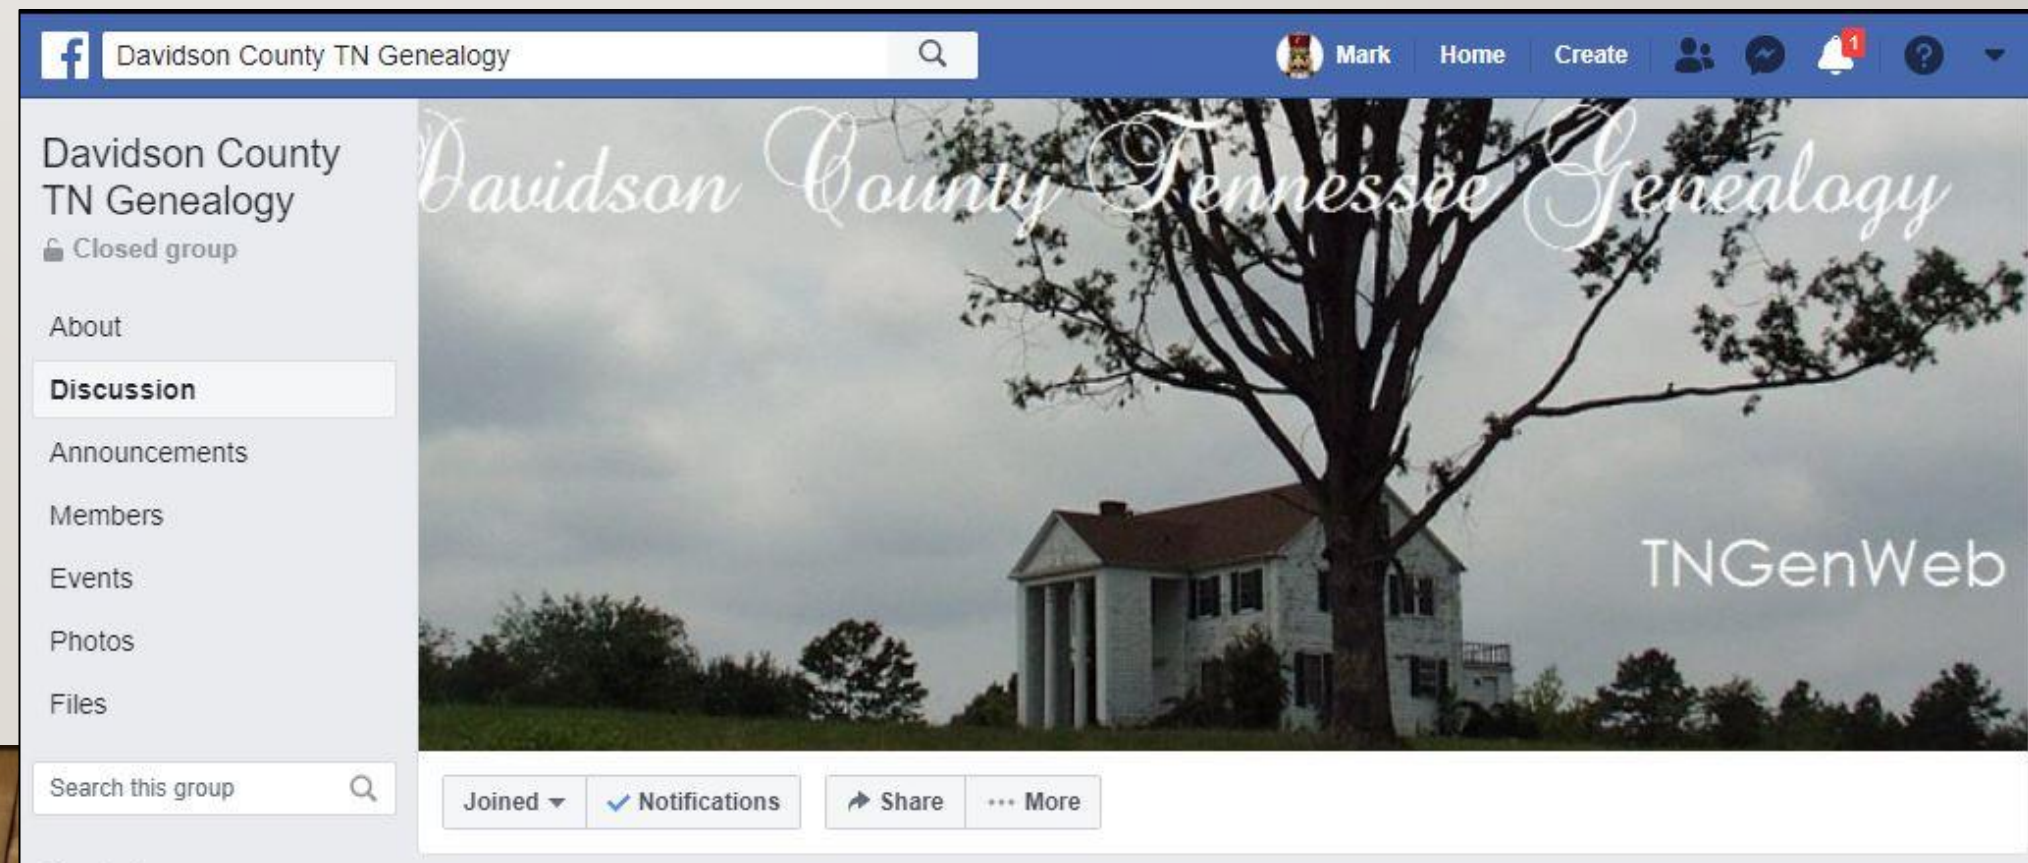 f
Davidson County TN Genealogy
Mark
Home
Create
1
?
Davidson County
TN Genealogy
Closed group
About
Discussion
Announcements
Members
Events
Photos
Files
Search this group
Davidson County Tennessee Genealogy
TNGenWeb
Joined
Notifications
Share
More